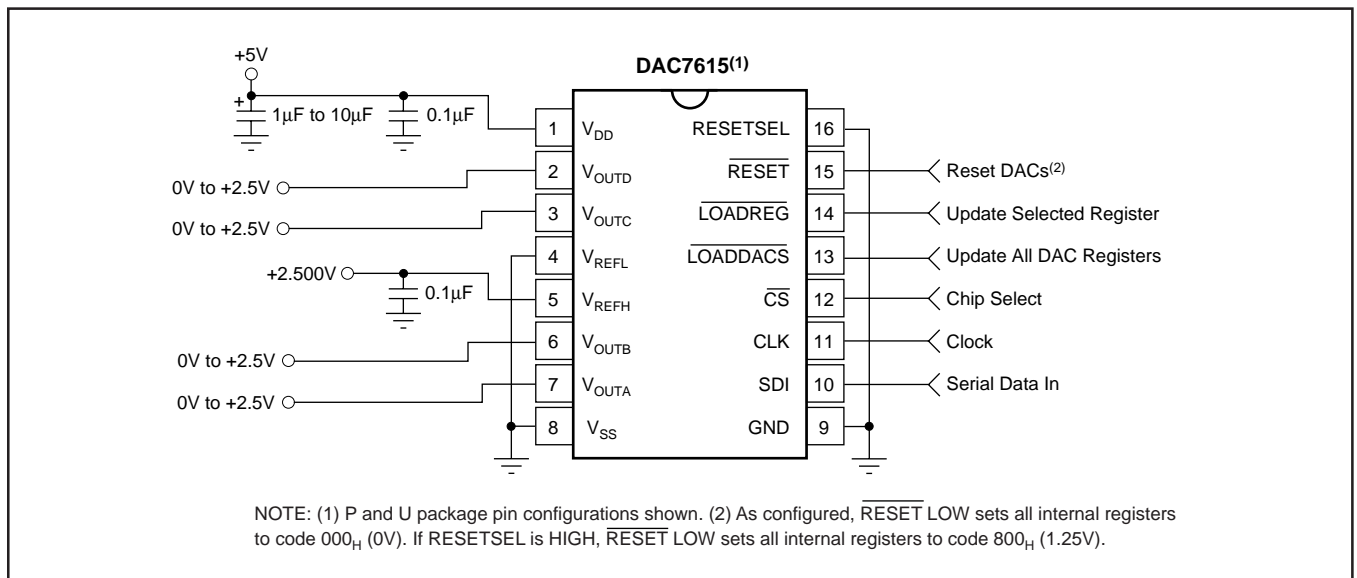 +5V
DAC7615(1)
+
1µF to 10µF
0.1µF
1 VDD
RESETSEL 16
0V to +2.5V
2 VOUTD
RESET 15
Reset DACs(2)
0V to +2.5V
3 VOUTC
LOADREG 14
Update Selected Register
4 VREFL
LOADDACS 13
Update All DAC Registers
+2.500V
0.1µF
5 VREFH
CS 12
Chip Select
0V to +2.5V
6 VOUTB
CLK 11
Clock
0V to +2.5V
7 VOUTA
SDI 10
Serial Data In
8 VSS
GND 9
NOTE: (1) P and U package pin configurations shown. (2) As configured, RESET LOW sets all internal registers
to code 000H (0V). If RESETSEL is HIGH, RESET LOW sets all internal registers to code 800H (1.25V).